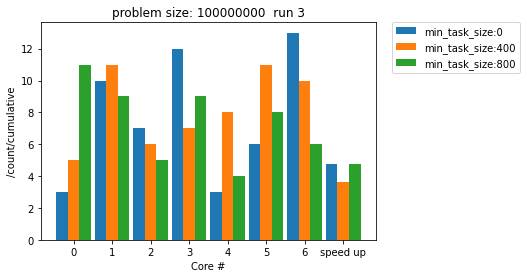 problem size: 100000000  run 3
min_task_size:0
min_task_size:400
min_task_size:800
/count/cumulative
12
10
8
6
4
2
0
0 1 2 3 4 5 6 speed up
Core #